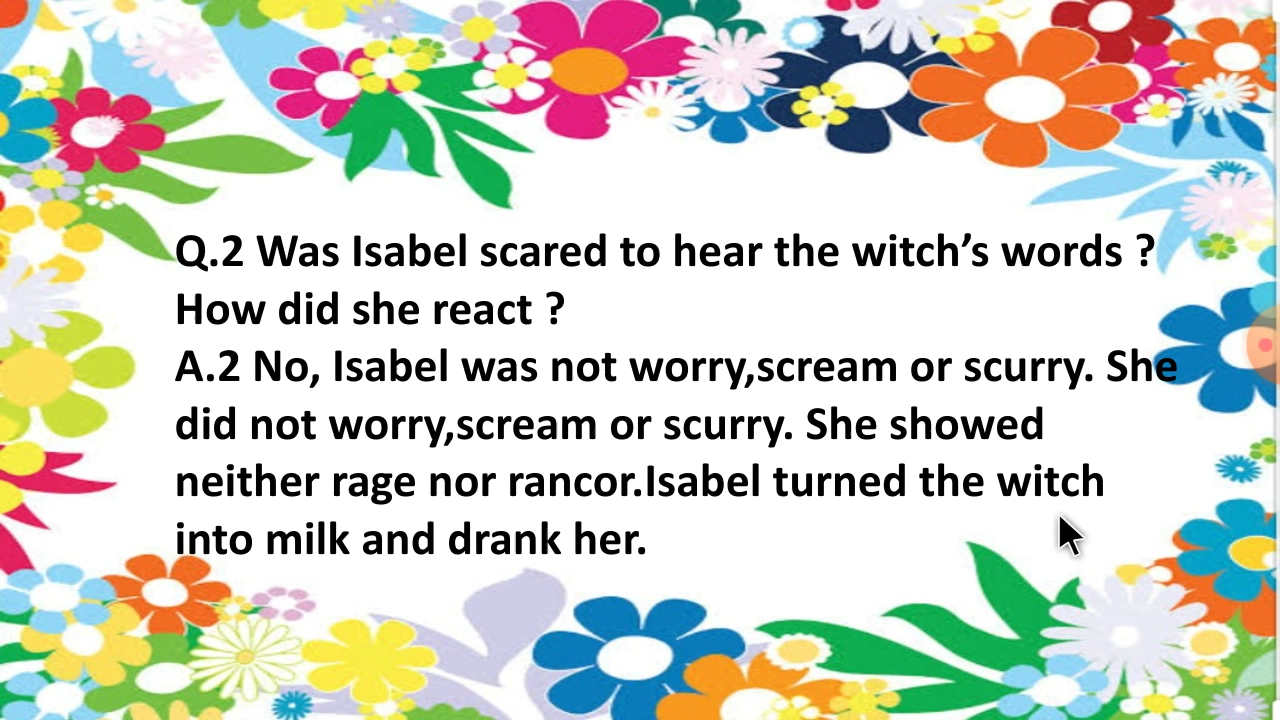 Q.2 Was Isabel scared to hear the witch’s words ?
How did she react ?
A.2 No, Isabel was not worry,scream or scurry. She
did not worry,scream or scurry. She showed
neither rage nor rancor.Isabel turned the witch
into milk and drank her.